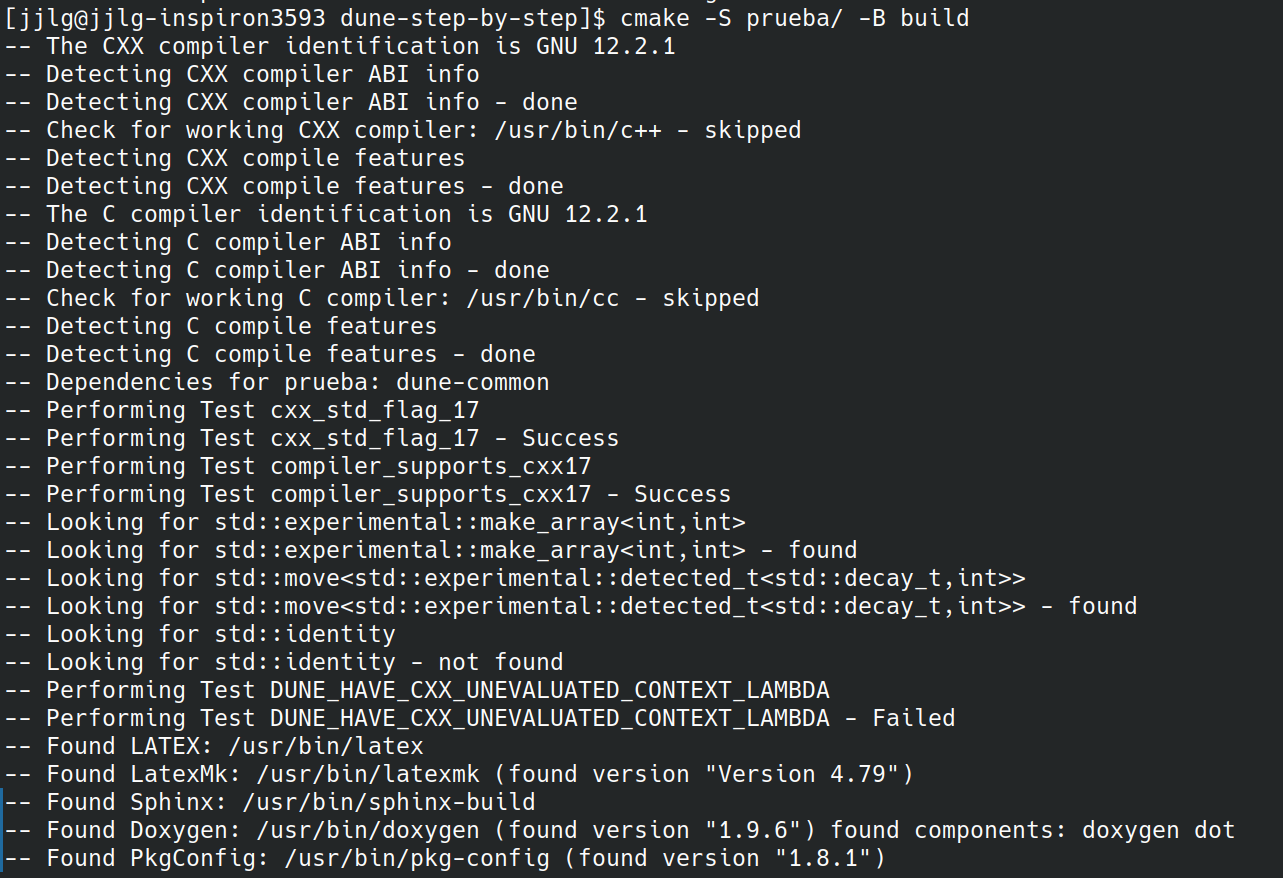 [jjlg@jjlg-inspiron3593 dune-step-by-step]$ cmake -S prueba/ -B build
-- The CXX compiler identification is GNU 12.2.1
-- Detecting CXX compiler ABI info
-- Detecting CXX compiler ABI info - done
-- Check for working CXX compiler: /usr/bin/c++ - skipped
-- Detecting CXX compile features
-- Detecting CXX compile features - done
-- The C compiler identification is GNU 12.2.1
-- Detecting C compiler ABI info
-- Detecting C compiler ABI info - done
-- Check for working C compiler: /usr/bin/cc - skipped
-- Detecting C compile features
-- Detecting C compile features - done
-- Dependencies for prueba: dune-common
-- Performing Test cxx_std_flag_17
-- Performing Test cxx_std_flag_17 - Success
-- Performing Test compiler_supports_cxx17
-- Performing Test compiler_supports_cxx17 - Success
-- Looking for std::experimental::make_array<int,int>
-- Looking for std::experimental::make_array<int,int> - found
-- Looking for std::move<std::experimental::detected_t<std::decay_t,int>>
-- Looking for std::move<std::experimental::detected_t<std::decay_t,int>> - found
-- Looking for std::identity
-- Looking for std::identity - not found
-- Performing Test DUNE_HAVE_CXX_UNEVALUATED_CONTEXT_LAMBDA
-- Performing Test DUNE_HAVE_CXX_UNEVALUATED_CONTEXT_LAMBDA - Failed
-- Found LATEX: /usr/bin/latex
-- Found LatexMk: /usr/bin/latexmk (found version "Version 4.79")
-- Found Sphinx: /usr/bin/sphinx-build
-- Found Doxygen: /usr/bin/doxygen (found version "1.9.6") found components: doxygen dot
-- Found PkgConfig: /usr/bin/pkg-config (found version "1.8.1")